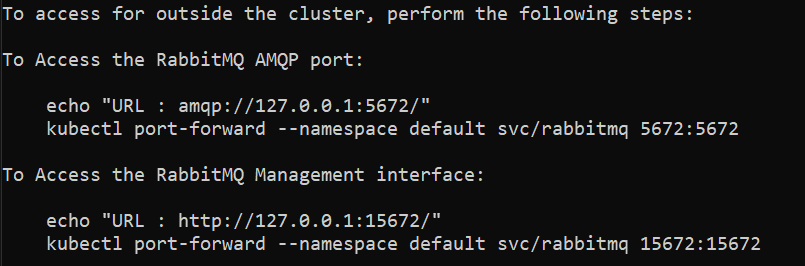 To access for outside the cluster, perform the following steps:
To Access the RabbitMQ AMQP port:
echo "URL : amqp://127.0.0.1:5672/"
kubectl port-forward --namespace default svc/rabbitmq 5672:5672
To Access the RabbitMQ Management interface:
echo "URL : http://127.0.0.1:15672/"
kubectl port-forward --namespace default svc/rabbitmq 15672:15672